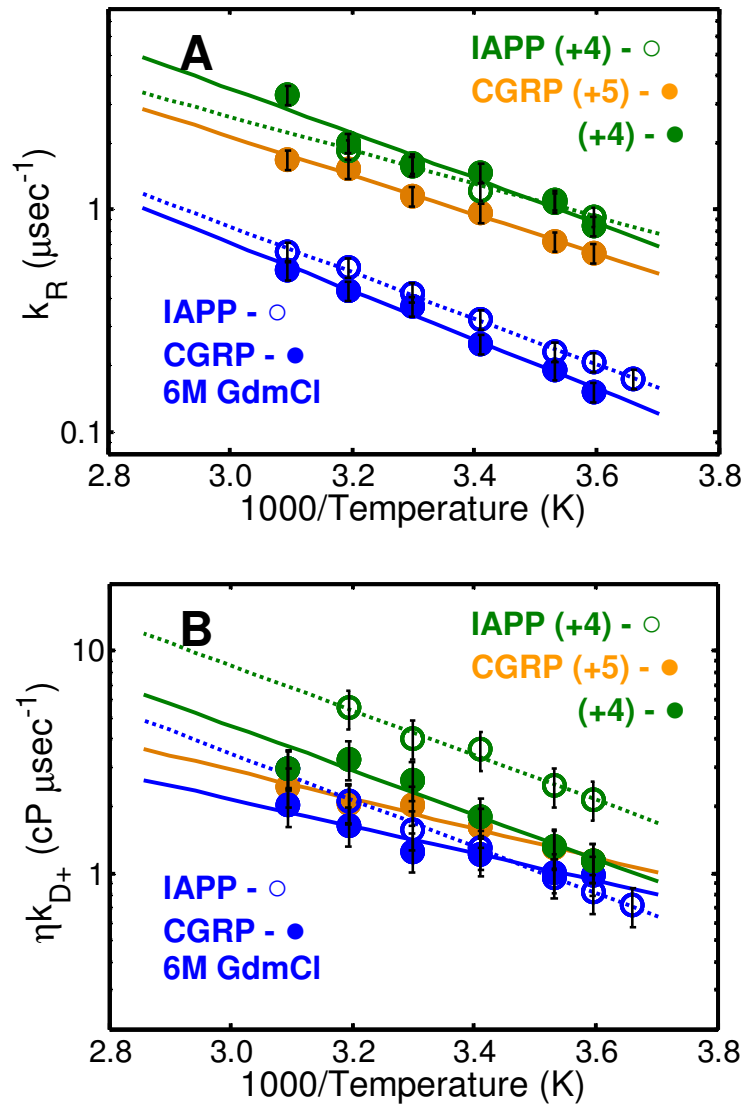 A
IAPP (+4) - ○
CGRP (+5) - ●
(+4) - ●
1
k_R (μsec⁻¹)
IAPP - ○
CGRP - ●
6M GdmCl
0.1
2.8 3.0 3.2 3.4 3.6 3.8
1000/Temperature (K)
B
IAPP (+4) - ○
10
CGRP (+5) - ●
(+4) - ●
ηk_D+ (cP μsec⁻¹)
1
IAPP - ○
CGRP - ●
6M GdmCl
2.8 3.0 3.2 3.4 3.6 3.8
1000/Temperature (K)